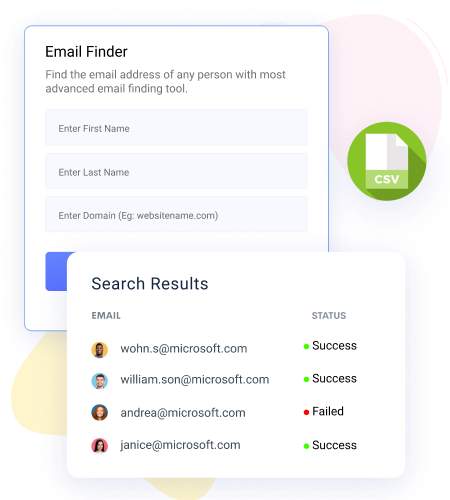 Email Finder
Find the email address of any person with most
advanced email finding tool.
Enter First Name
Enter Last Name
Enter Domain (Eg: websitename.com)
CSV
Search Results
EMAIL STATUS
wohn.s@microsoft.com Success
william.son@microsoft.com Success
andrea@microsoft.com Failed
janice@microsoft.com Success